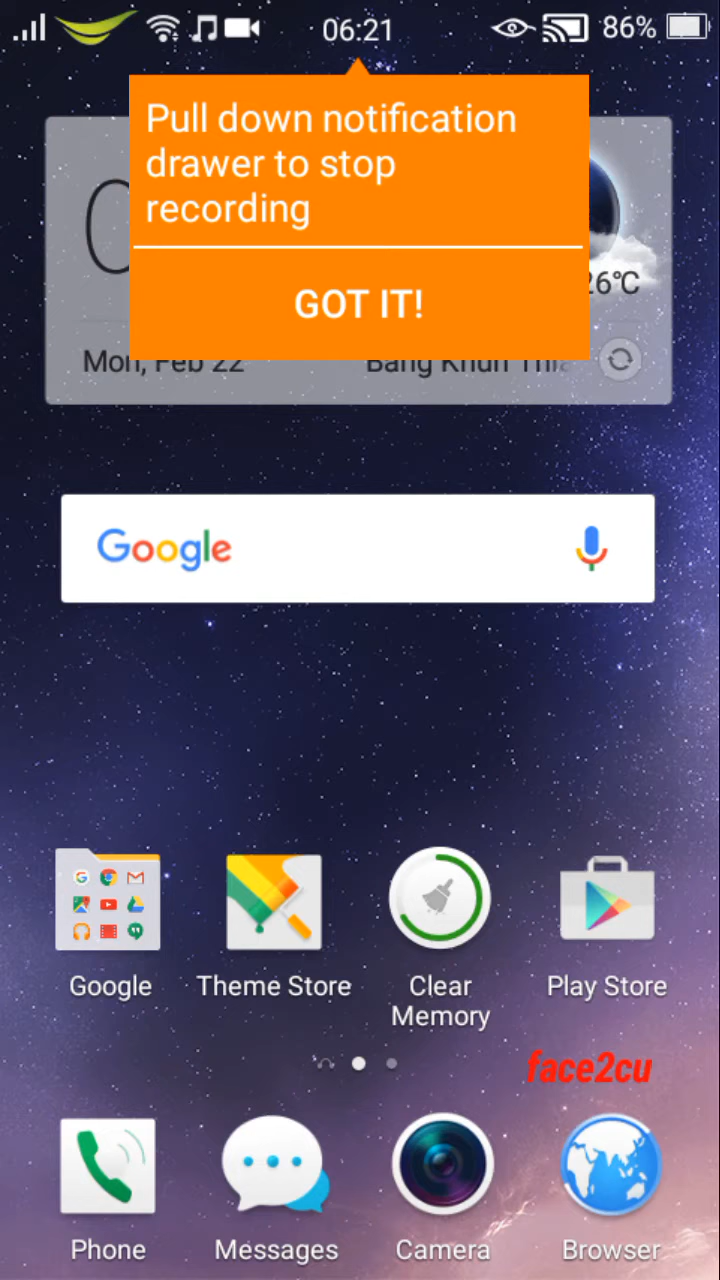 06:21
86%
Pull down notification
drawer to stop
recording
GOT IT!
26°C
Mon, Feb 22
Bang Khun
Google
Google
Theme Store
Clear
Memory
Play Store
face2cu
Phone
Messages
Camera
Browser